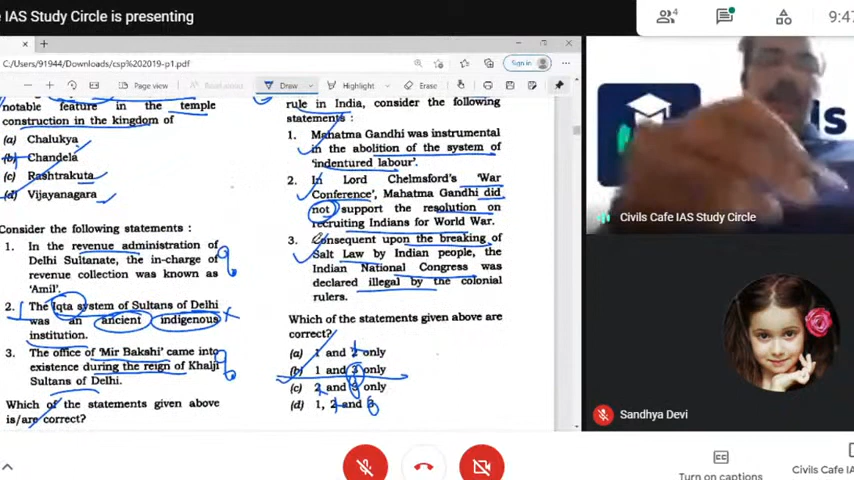 IAS Study Circle is presenting
4
9:47
C:/Users/91944/Downloads/csp%202019-p1.pdf
Sign in
Page view
Read aloud
Draw
Highlight
Erase
notable feature in the temple
construction in the kingdom of
(a) Chalukya
(b) Chandela
(c) Rashtrakuta
(d) Vijayanagara
Consider the following statements :
1. In the revenue administration of
Delhi Sultanate, the in-charge of
revenue collection was known as
'Amil'.
2. The Iqta system of Sultans of Delhi
was an ancient indigenous
institution.
3. The office of 'Mir Bakshi' came into
existence during the reign of Khalji
Sultans of Delhi.
Which of the statements given above
is/are correct?
rule in India, consider the following
statements :
1. Mahatma Gandhi was instrumental
in the abolition of the system of
'indentured labour'.
2. In Lord Chelmsford's 'War
Conference', Mahatma Gandhi did
not support the resolution on
recruiting Indians for World War.
3. Consequent upon the breaking of
Salt Law by Indian people, the
Indian National Congress was
declared illegal by the colonial
rulers.
Which of the statements given above are
correct?
(a) 1 and 2 only
(b) 1 and 3 only
(c) 2 and 3 only
(d) 1, 2 and 3
Civils Cafe IAS Study Circle
Sandhya Devi
Turn on captions
Civils Cafe IAS